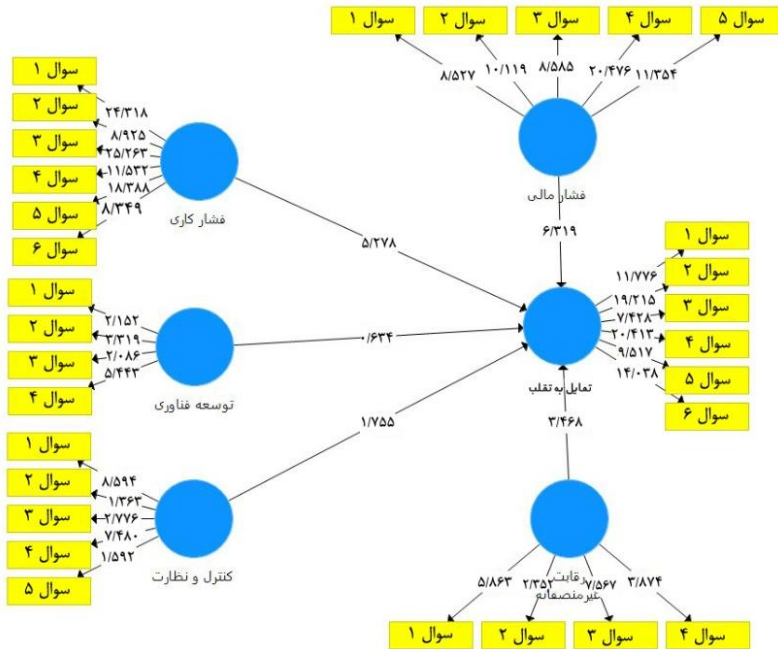 سوال ۱
سوال ۲
سوال ۳
سوال ۴
سوال ۵
۸/۵۲۷
۱۰/۱۱۹
۸/۵۸۵
۲۰/۴۷۶
۱۱/۳۵۴
فشار مالی
۶/۳۱۹
سوال ۱
سوال ۲
سوال ۳
سوال ۴
سوال ۵
سوال ۶
۲۴/۳۱۸
۸/۹۲۵
۲۵/۲۶۳
۱۱/۵۳۲
۱۸/۳۸۸
۸/۳۴۹
فشار کاری
۵/۲۷۸
سوال ۱
سوال ۲
سوال ۳
سوال ۴
سوال ۵
سوال ۶
۱۱/۷۷۶
۱۹/۲۱۵
۷/۴۲۸
۲۰/۴۱۳
۹/۵۱۷
۱۴/۰۳۸
تمایل به تقلب
سوال ۱
سوال ۲
سوال ۳
سوال ۴
۲/۱۵۲
۳/۳۱۹
۲/۰۸۶
۵/۴۴۳
توسعه فناوری
۰/۶۳۴
سوال ۱
سوال ۲
سوال ۳
سوال ۴
سوال ۵
۸/۵۹۴
۱/۳۶۳
۲/۷۷۶
۷/۴۸۰
۱/۵۹۲
کنترل و نظارت
۱/۷۵۵
۳/۴۶۸
رقابت
غیرمنصفانه
۵/۸۶۳
۲/۳۵۲
۷/۵۶۷
۳/۸۷۴
سوال ۱
سوال ۲
سوال ۳
سوال ۴